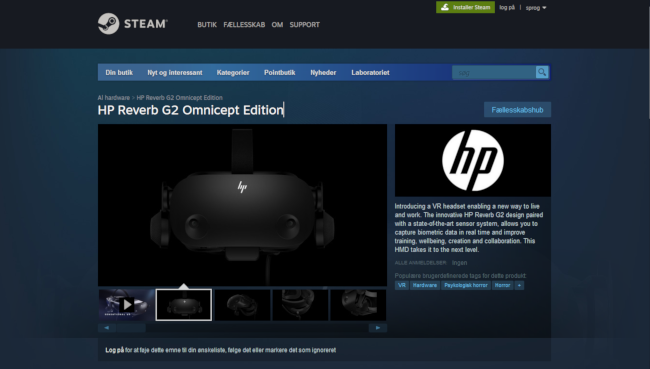 STEAM®
BUTIK FÆLLESSKAB OM SUPPORT
Installer Steam log på | sprog
Din butik Nyt og interessant Kategorier Pointbutik Nyheder Laboratoriet
søg
Al hardware > HP Reverb G2 Omnicept Edition
HP Reverb G2 Omnicept Edition
Fællesskabshub
hp
hp
Introducing a VR headset enabling a new way to live
and work. The innovative HP Reverb G2 design paired
with a state-of-the-art sensor system, allows you to
capture biometric data in real time and improve
training, wellbeing, creation and collaboration. This
HMD takes it to the next level.
ALLE ANMELDELSER: Ingen
Populære brugerdefinerede tags for dette produkt:
VR Hardware Psykologisk horror Horror +
Log på for at føje dette emne til din ønskeliste, følge det eller markere det som ignoreret